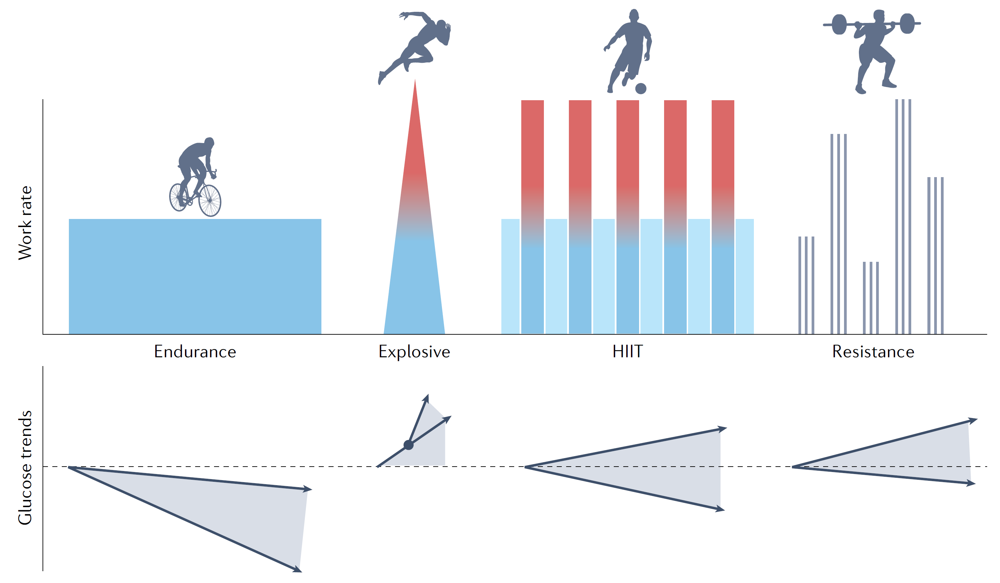 Work rate
Endurance
Explosive
HIIT
Resistance
Glucose trends